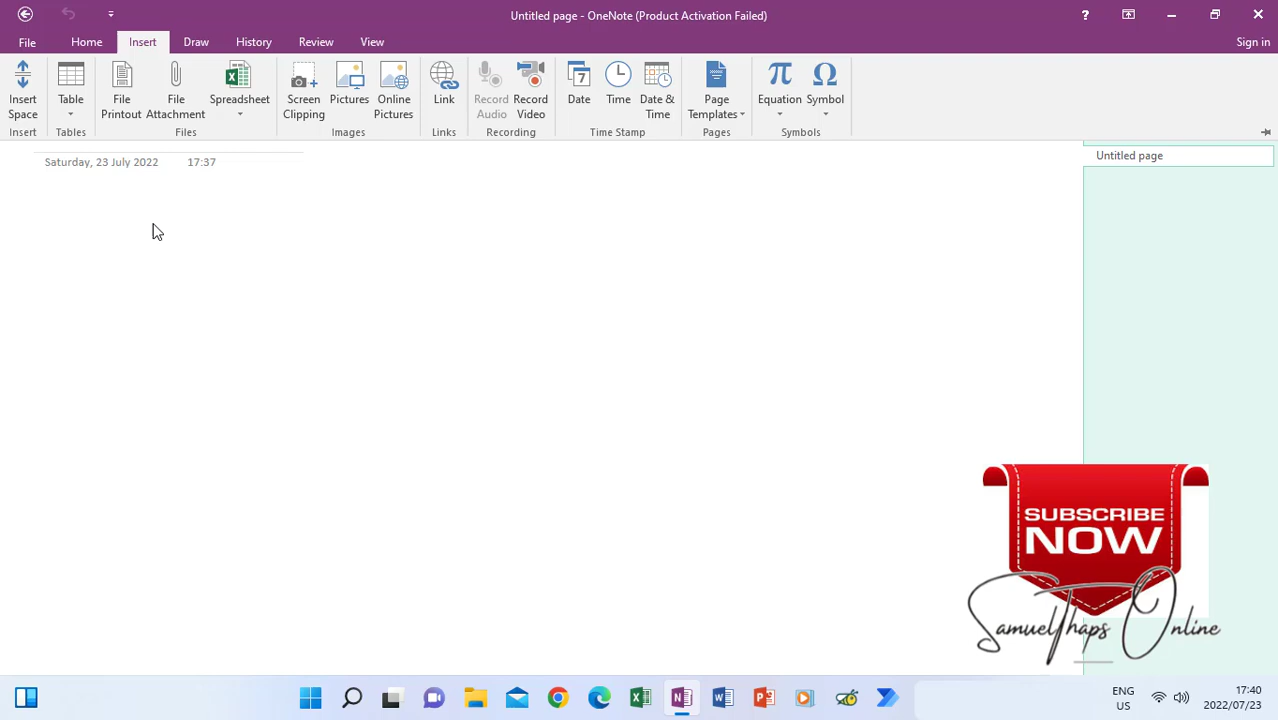 Untitled page - OneNote (Product Activation Failed)
?
File
Home
Insert
Draw
History
Review
View
Sign in
Insert
Space
Table
File
Printout
File
Attachment
Spreadsheet
Screen
Clipping
Pictures
Online
Pictures
Link
Record
Audio
Record
Video
7
Date
Time
Date &
Time
Page
Templates
π
Equation
Ω
Symbol
Insert
Tables
Files
Images
Links
Recording
Time Stamp
Pages
Symbols
Saturday, 23 July 2022 17:37
Untitled page
SUBSCRIBE
NOW
SamuelThaps Online
ENG
US
17:40
2022/07/23